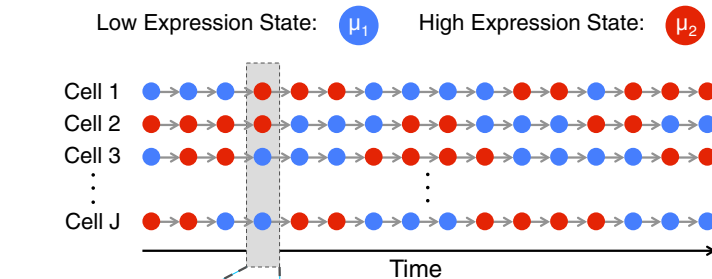 Low Expression State: μ₁ High Expression State: μ₂
Cell 1
Cell 2
Cell 3
Cell J
Time